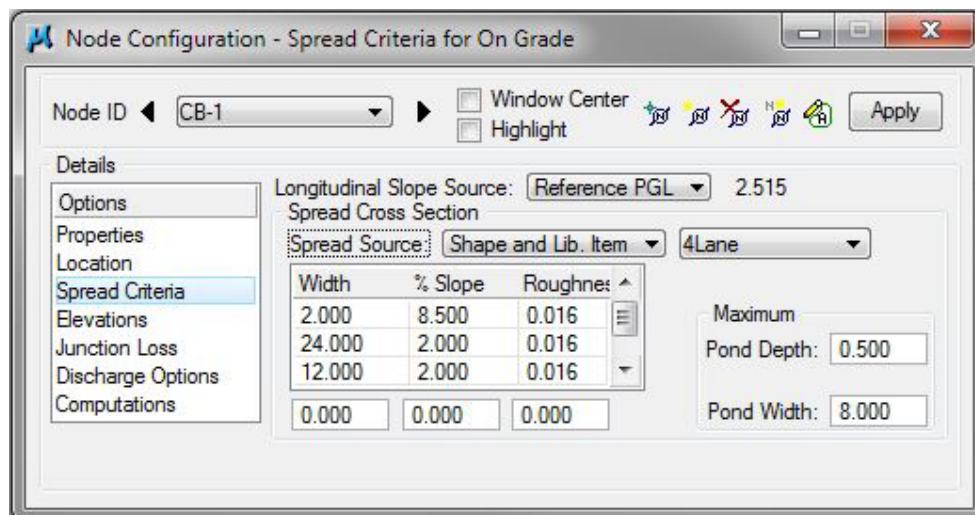 Node Configuration - Spread Criteria for On Grade
Node ID CB-1 Window Center Apply
Highlight
Details
Options
Properties
Location
Spread Criteria
Elevations
Junction Loss
Discharge Options
Computations
Longitudinal Slope Source: Reference PGL 2.515
Spread Cross Section
Spread Source: Shape and Lib. Item 4Lane
Width % Slope Roughnes
2.000 8.500 0.016
24.000 2.000 0.016
12.000 2.000 0.016
0.000 0.000 0.000
Maximum
Pond Depth: 0.500
Pond Width: 8.000